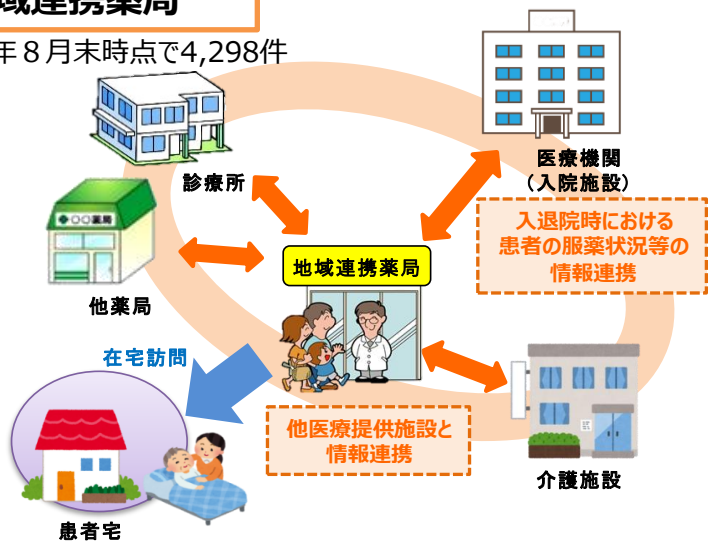 域連携薬局
年８月末時点で4,298件
診療所
医療機関
（入院施設）
入退院時における
患者の服薬状況等の
情報連携
○○薬局
地域連携薬局
他薬局
在宅訪問
他医療提供施設と
情報連携
介護施設
患者宅